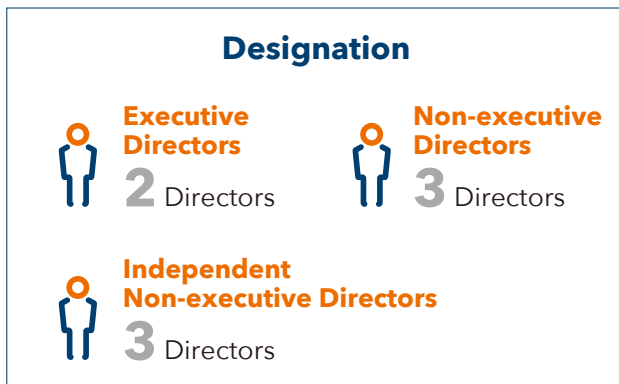 Designation
Executive
Directors
2 Directors
Non-executive
Directors
3 Directors
Independent
Non-executive Directors
3 Directors